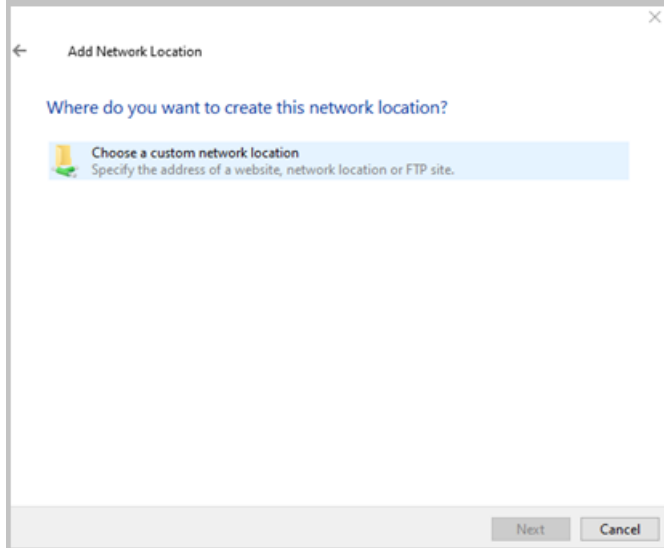 Add Network Location
Where do you want to create this network location?
Choose a custom network location
Specify the address of a website, network location or FTP site.
Next
Cancel